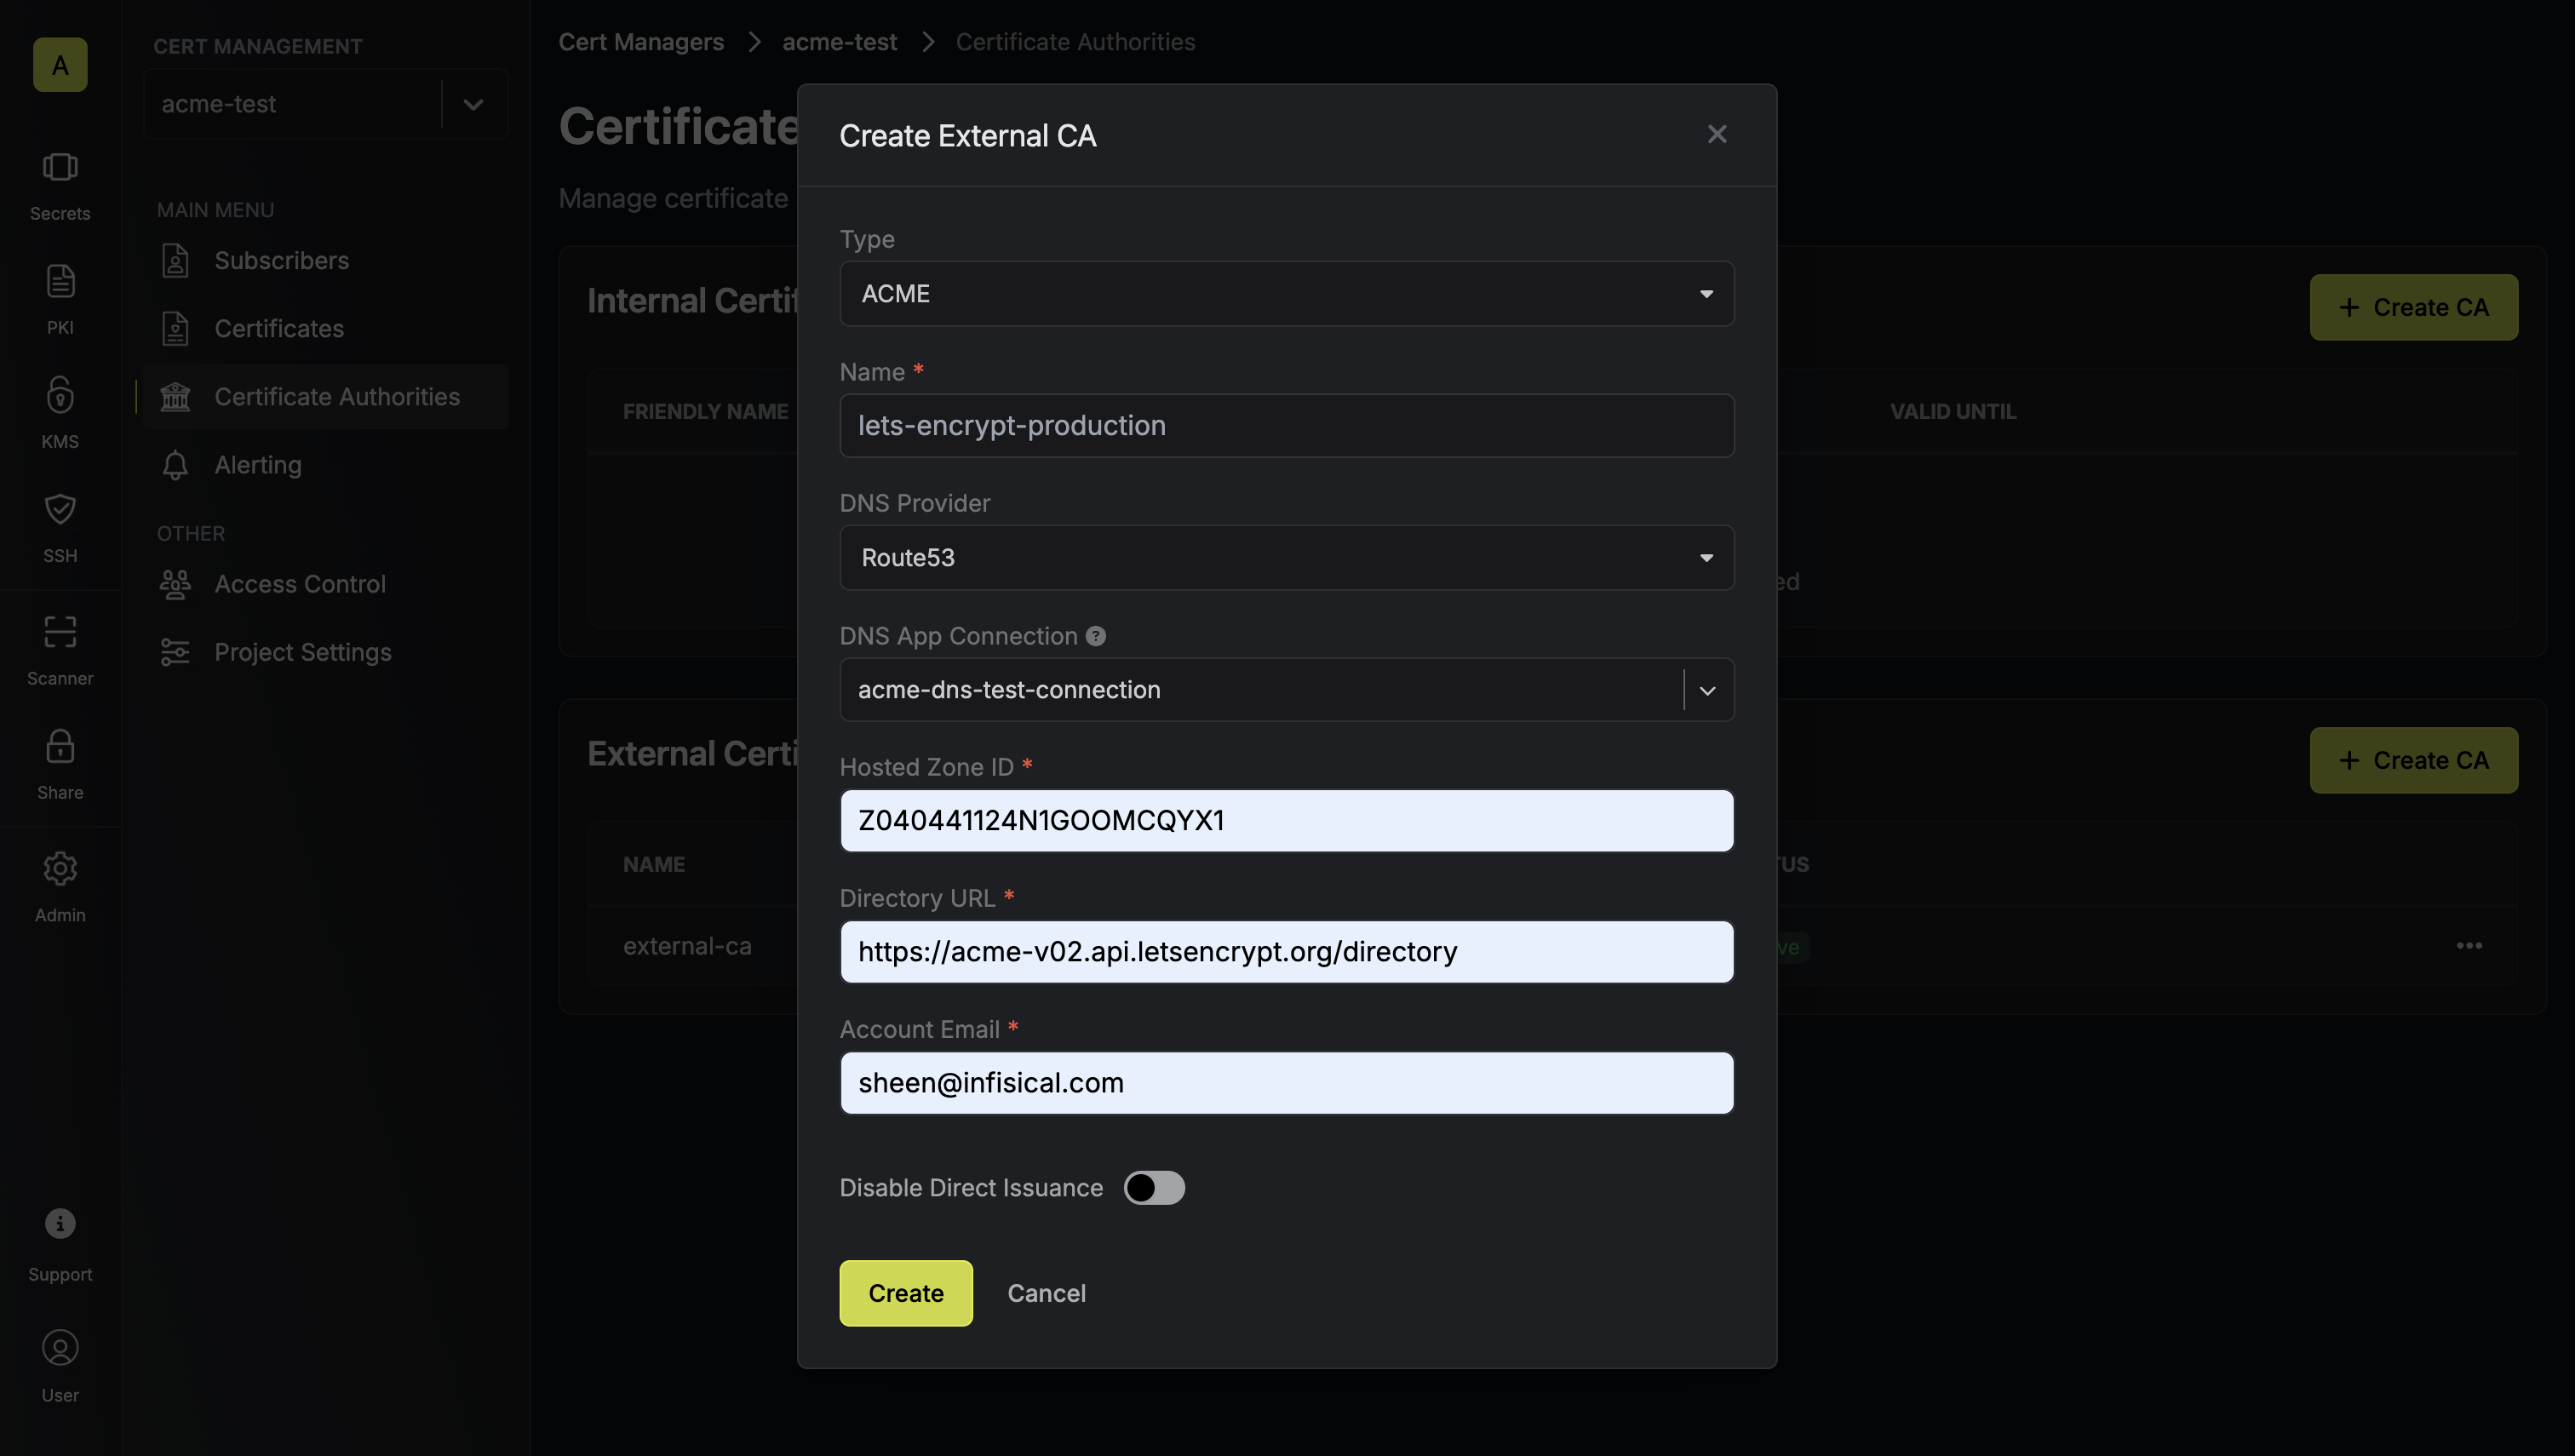 A
Secrets
PKI
KMS
SSH
Scanner
Share
Admin
Support
User
CERT MANAGEMENT
acme-test
MAIN MENU
Subscribers
Certificates
Certificate Authorities
Alerting
OTHER
Access Control
Project Settings
Cert Managers > acme-test > Certificate Authorities
Certificate
Manage certificate
Internal Certif
Create CA
FRIENDLY NAME
VALID UNTIL
ed
External Certi
Create CA
NAME
TUS
external-ca
ve
Create External CA
Type
ACME
Name *
lets-encrypt-production
DNS Provider
Route53
DNS App Connection ?
acme-dns-test-connection
Hosted Zone ID *
Z040441124N1GOOMCQYX1
Directory URL *
https://acme-v02.api.letsencrypt.org/directory
Account Email *
sheen@infisical.com
Disable Direct Issuance
Create
Cancel